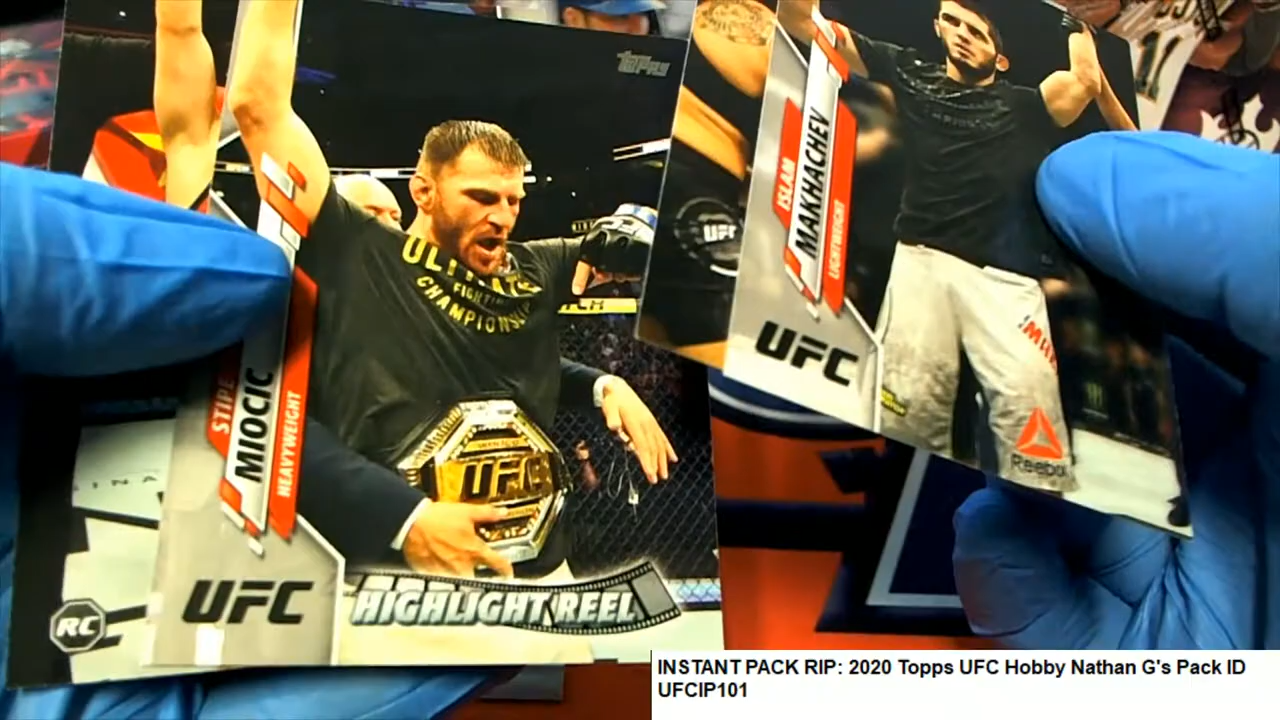 TOPPS
ULTIMATE
FIGHTING
CHAMPIONSHIP
UFC
STIPE
MIOCIC
HEAVYWEIGHT
UFC
HIGHLIGHT REEL
RC
UFC
ISLAM
MAKHACHEV
LIGHTWEIGHT
UFC
Reebok
11
INSTANT PACK RIP: 2020 Topps UFC Hobby Nathan G's Pack ID
UFCIP101